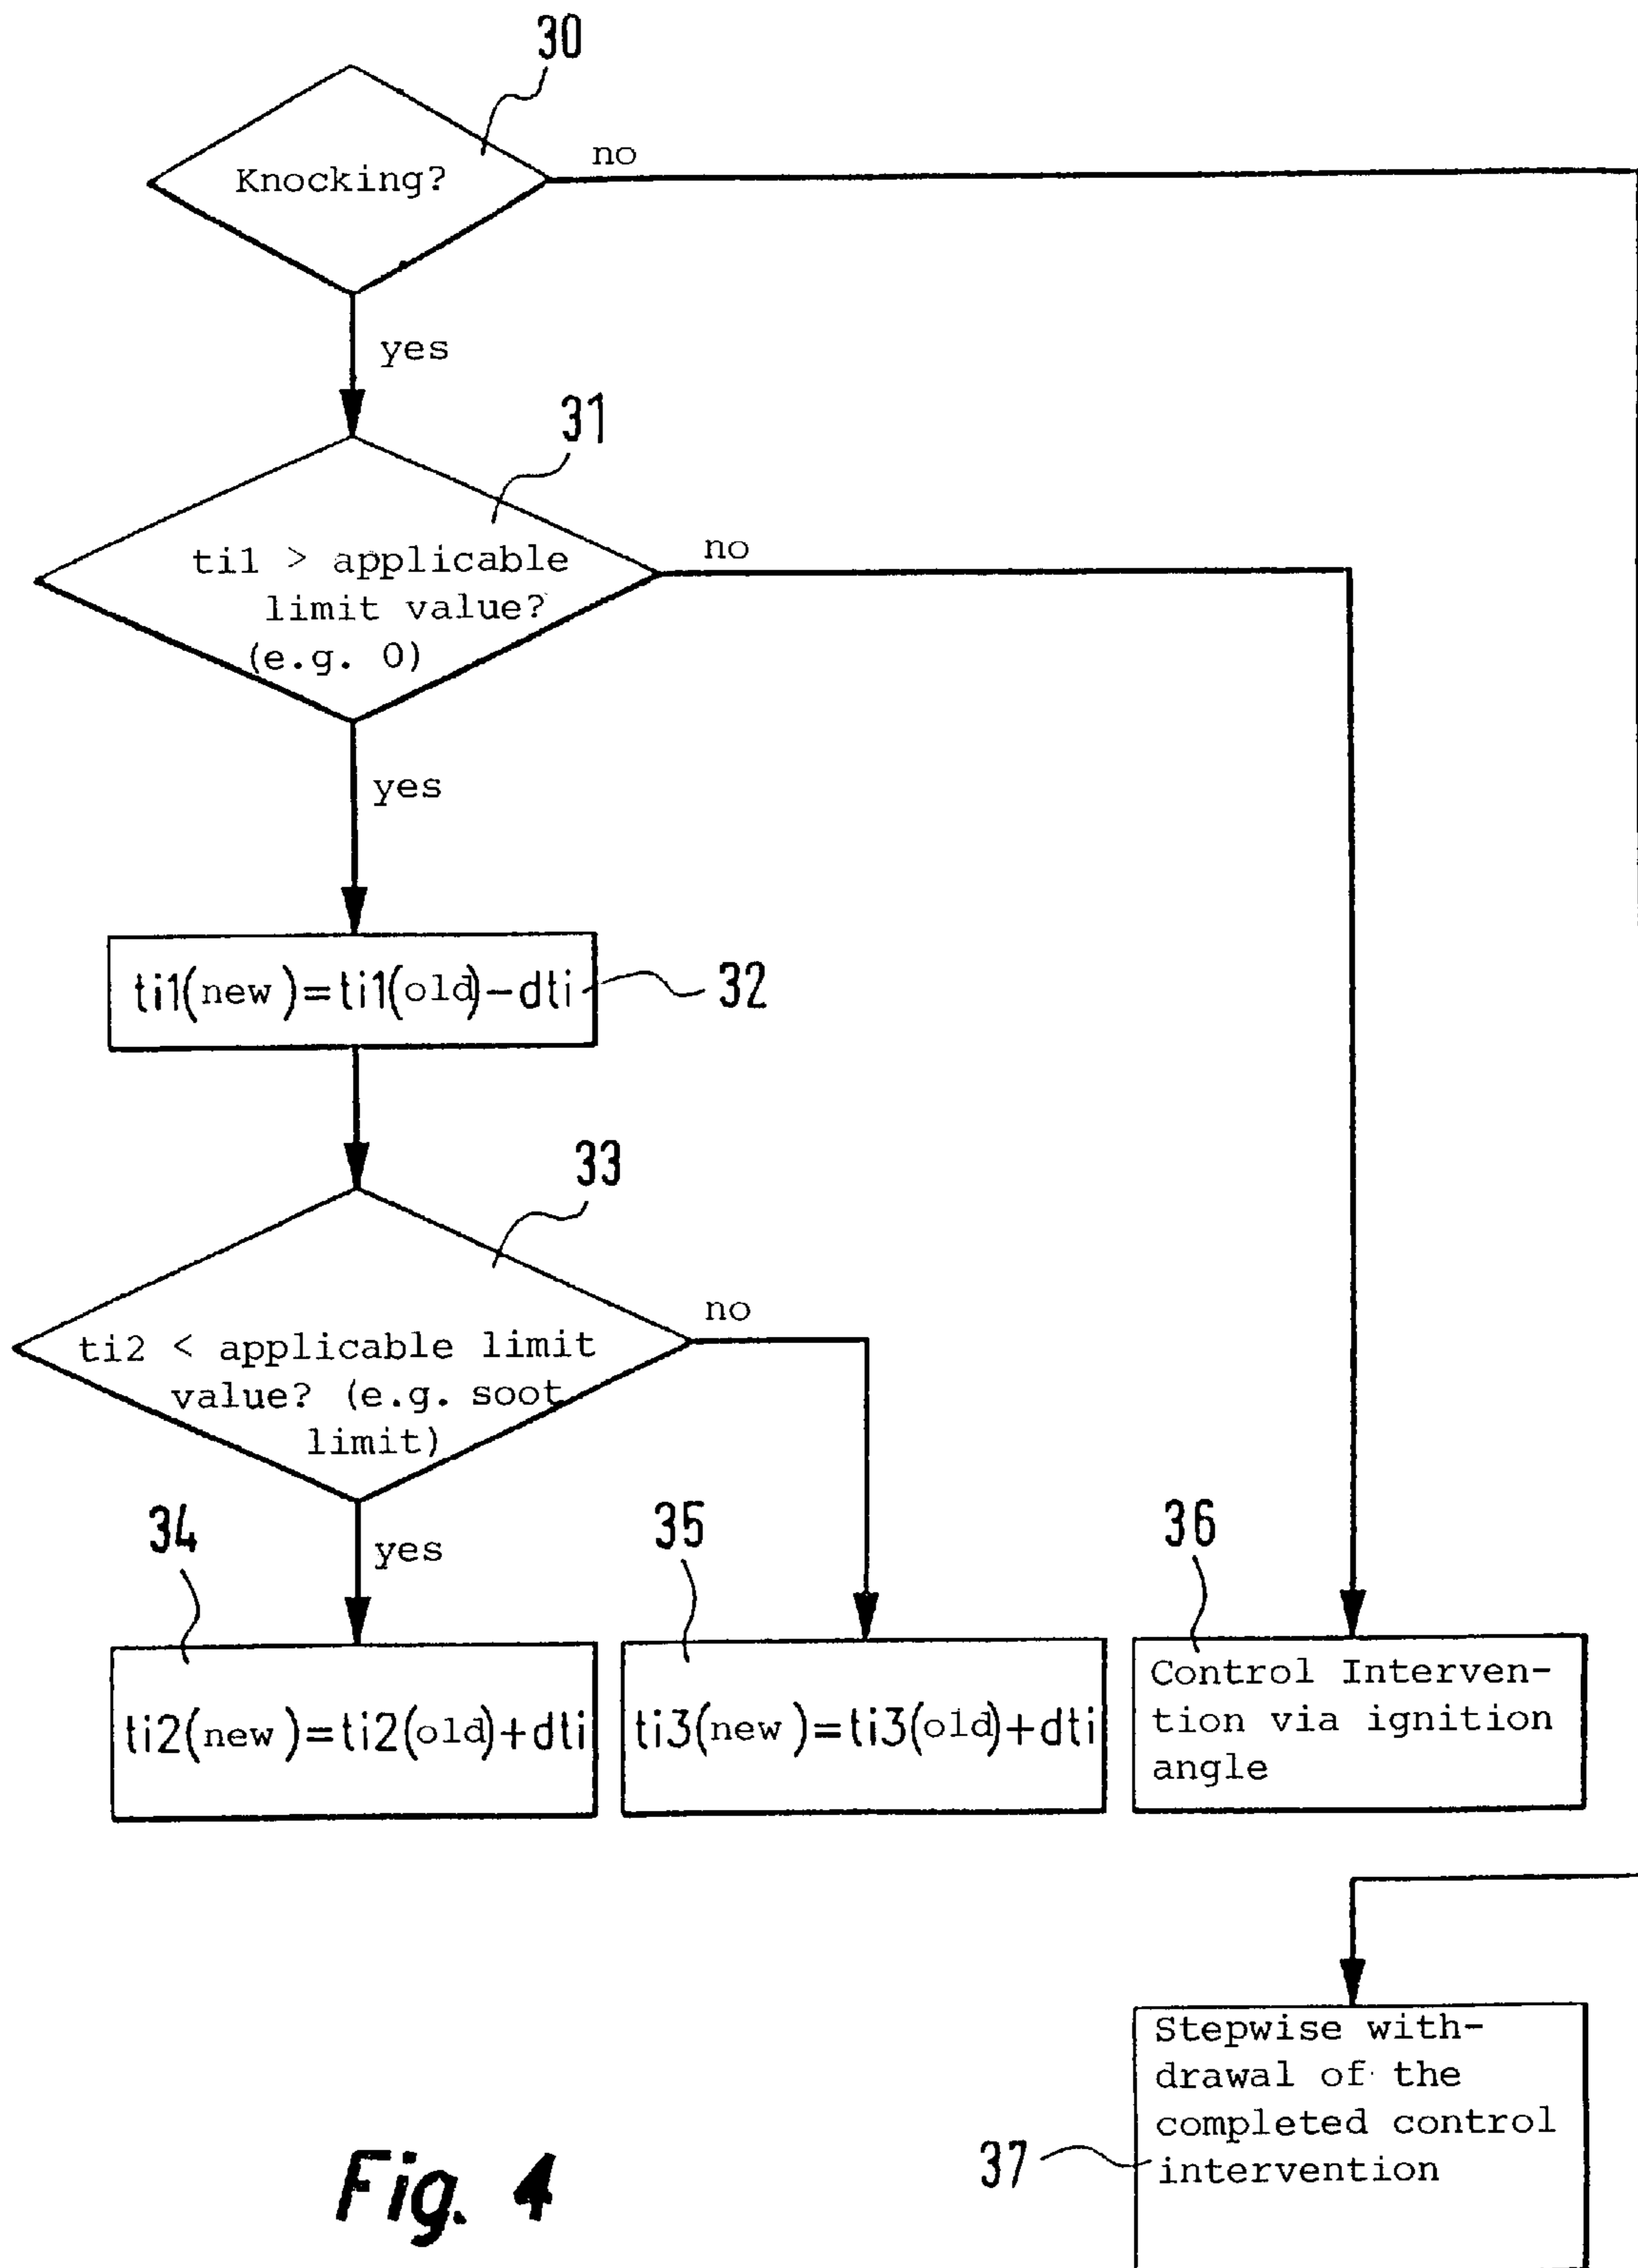 30
Knocking?
no
yes
31
ti1 > applicable
limit value?
(e.g. 0)
no
yes
ti1(new)=ti1(old)-dti
32
33
ti2 < applicable limit
value? (e.g. soot
limit)
no
yes
34
35
36
ti2(new)=ti2(old)+dti
ti3(new)=ti3(old)+dti
Control Interven-
tion via ignition
angle
Stepwise with-
drawal of the
completed control
intervention
37
Fig. 4